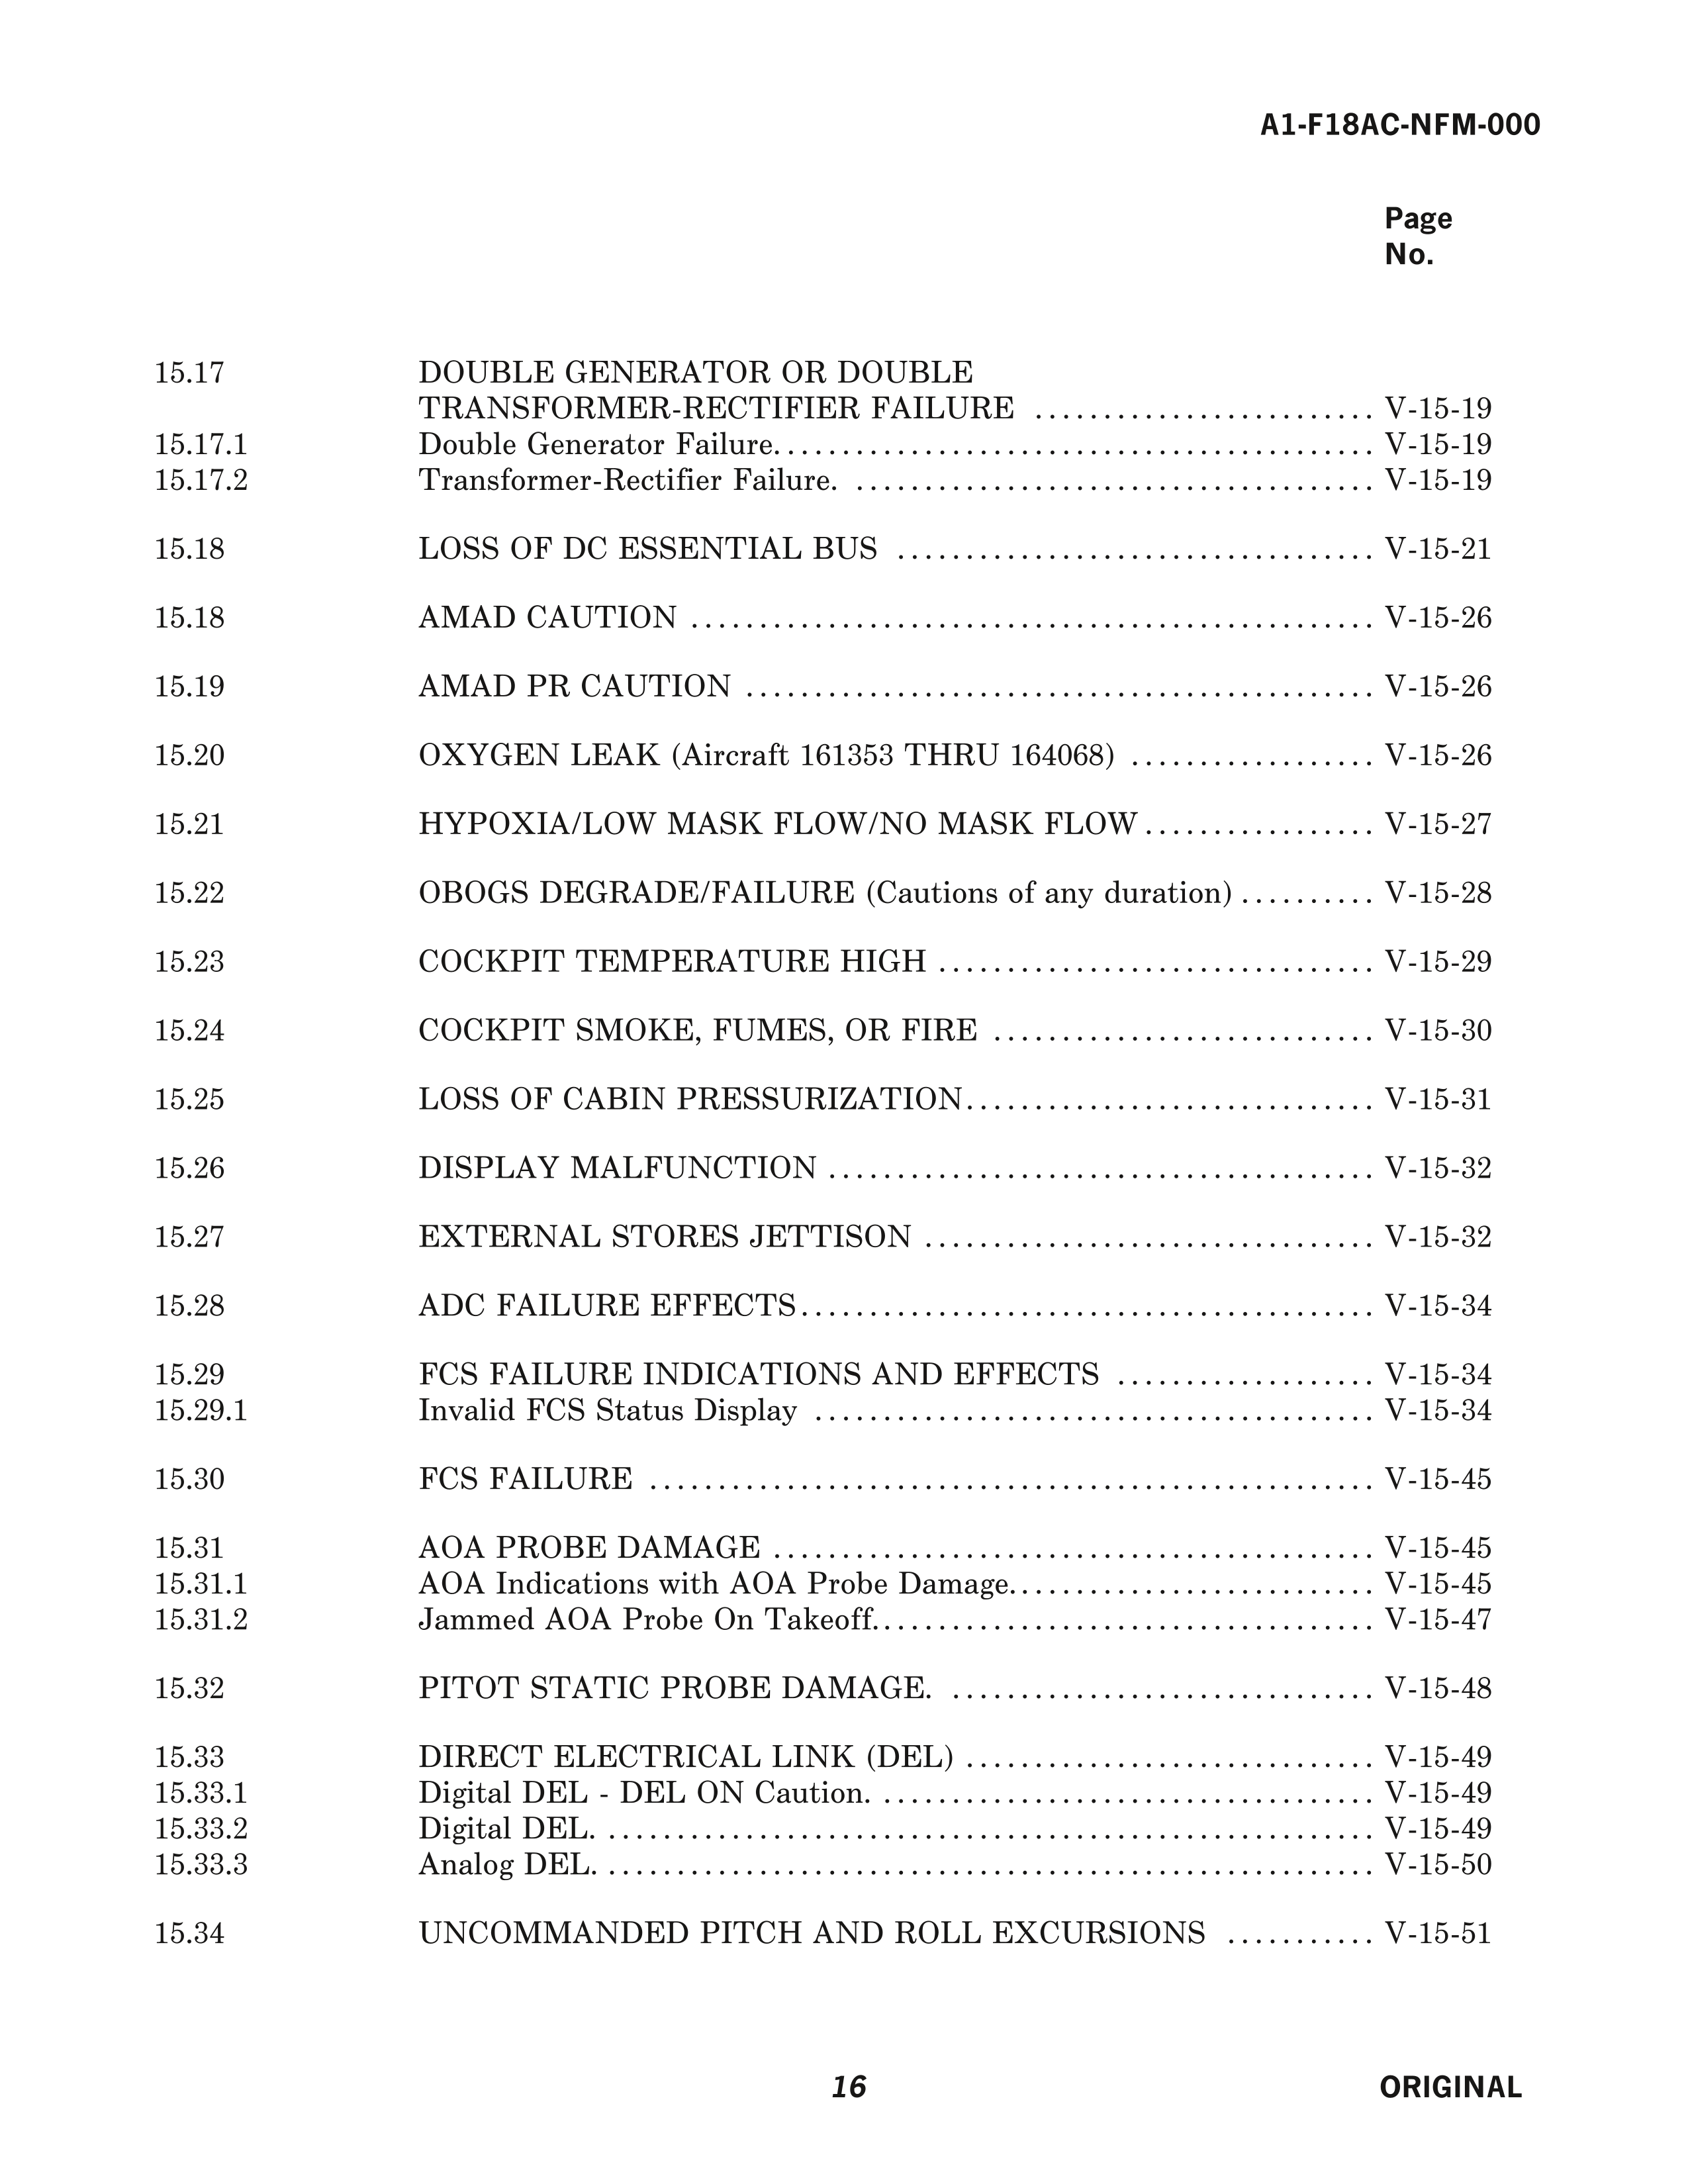 A1-F18AC-NFM-000
Page
No.
15.17 DOUBLE GENERATOR OR DOUBLE
TRANSFORMER-RECTIFIER FAILURE ......................... V-15-19
15.17.1 Double Generator Failure............................................ V-15-19
15.17.2 Transformer-Rectifier Failure. ...................................... V-15-19
15.18 LOSS OF DC ESSENTIAL BUS ................................... V-15-21
15.18 AMAD CAUTION .................................................. V-15-26
15.19 AMAD PR CAUTION .............................................. V-15-26
15.20 OXYGEN LEAK (Aircraft 161353 THRU 164068) .................. V-15-26
15.21 HYPOXIA/LOW MASK FLOW/NO MASK FLOW ................. V-15-27
15.22 OBOGS DEGRADE/FAILURE (Cautions of any duration) .......... V-15-28
15.23 COCKPIT TEMPERATURE HIGH ................................ V-15-29
15.24 COCKPIT SMOKE, FUMES, OR FIRE ............................ V-15-30
15.25 LOSS OF CABIN PRESSURIZATION.............................. V-15-31
15.26 DISPLAY MALFUNCTION ........................................ V-15-32
15.27 EXTERNAL STORES JETTISON ................................. V-15-32
15.28 ADC FAILURE EFFECTS.......................................... V-15-34
15.29 FCS FAILURE INDICATIONS AND EFFECTS ................... V-15-34
15.29.1 Invalid FCS Status Display ......................................... V-15-34
15.30 FCS FAILURE ..................................................... V-15-45
15.31 AOA PROBE DAMAGE ............................................ V-15-45
15.31.1 AOA Indications with AOA Probe Damage........................... V-15-45
15.31.2 Jammed AOA Probe On Takeoff..................................... V-15-47
15.32 PITOT STATIC PROBE DAMAGE. ............................... V-15-48
15.33 DIRECT ELECTRICAL LINK (DEL) .............................. V-15-49
15.33.1 Digital DEL - DEL ON Caution. .................................... V-15-49
15.33.2 Digital DEL. ........................................................ V-15-49
15.33.3 Analog DEL. ........................................................ V-15-50
15.34 UNCOMMANDED PITCH AND ROLL EXCURSIONS ........... V-15-51
16
ORIGINAL